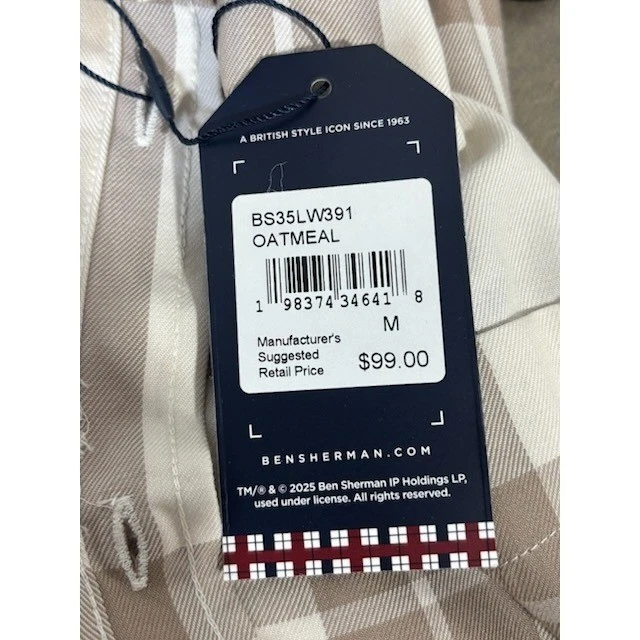 A BRITISH STYLE ICON SINCE 1963
BS35LW391
OATMEAL
1 98374 34641 8
M
Manufacturer's
Suggested
Retail Price
$99.00
BENSHERMAN.COM
TM/® & © 2025 Ben Sherman IP Holdings LP,
used under license. All rights reserved.